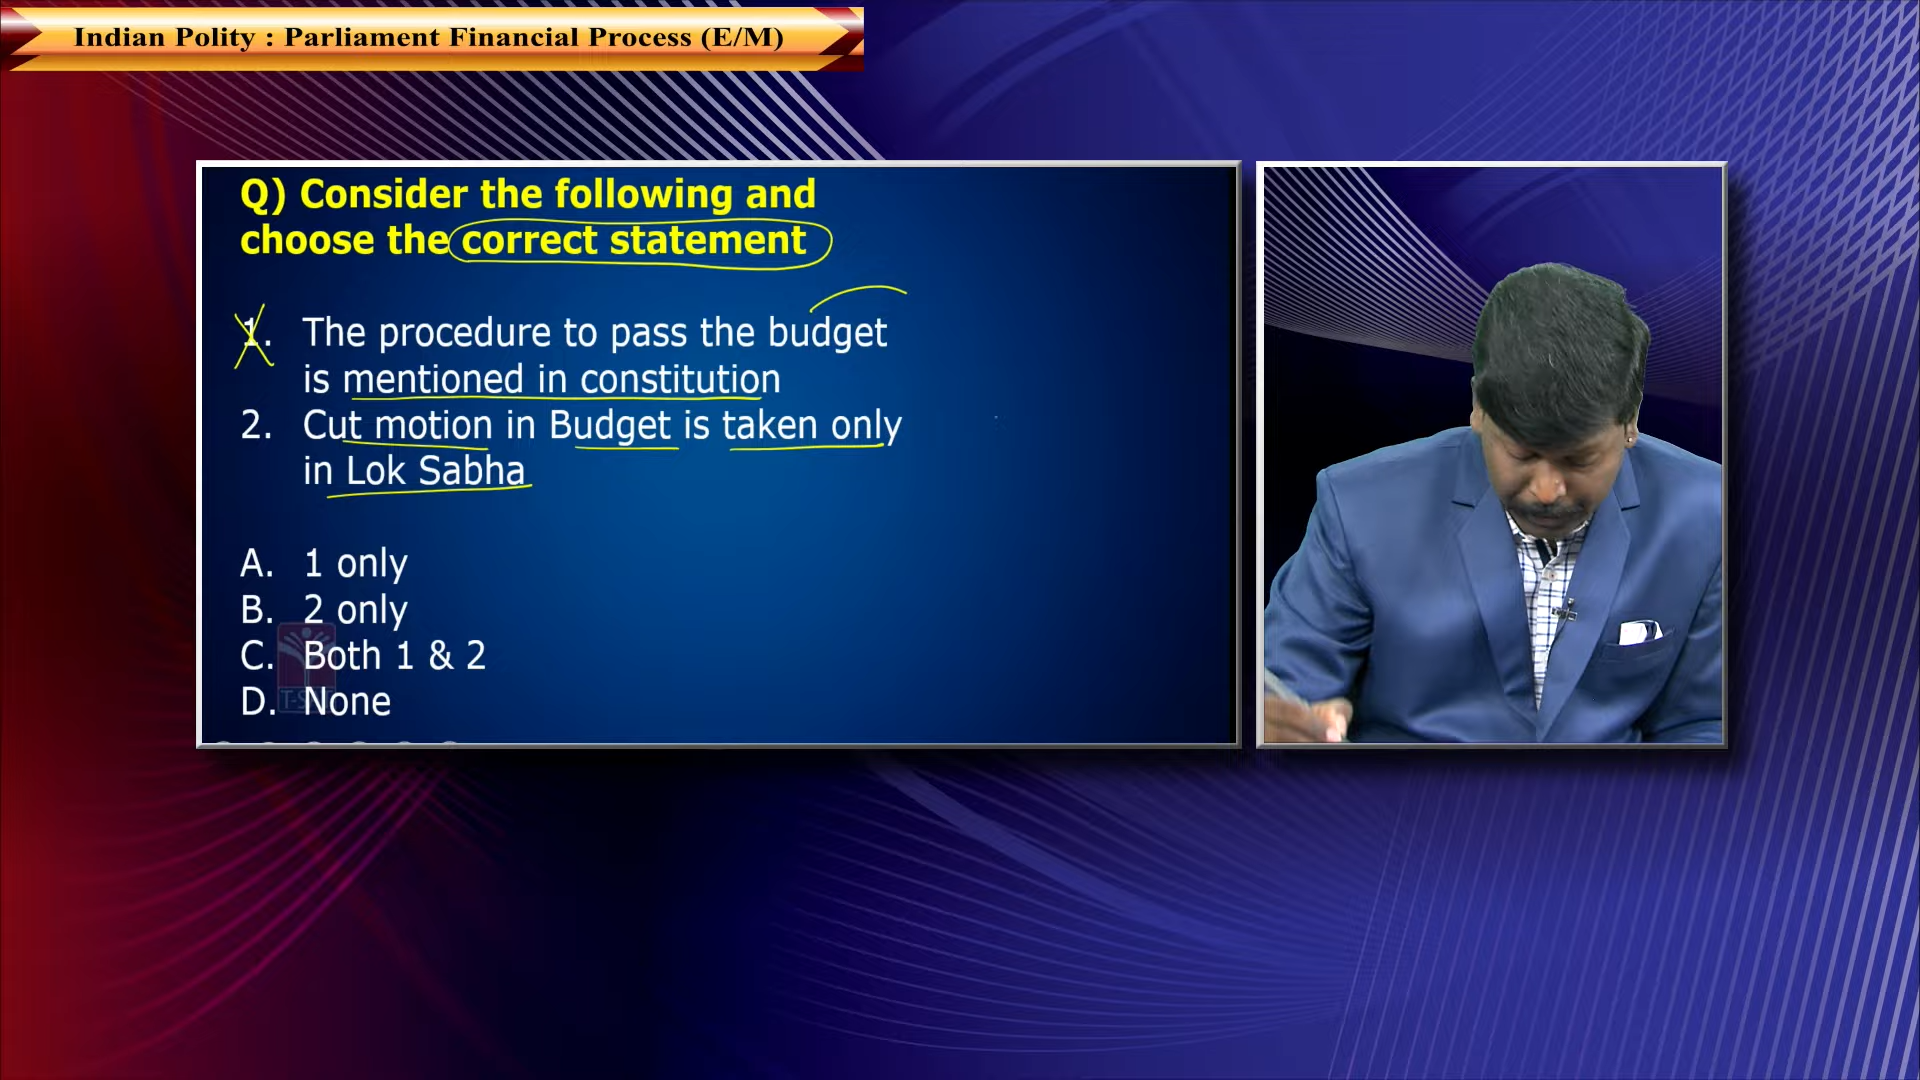 Indian Polity : Parliament Financial Process (E/M)
Q) Consider the following and
choose the correct statement
1. The procedure to pass the budget
is mentioned in constitution
2. Cut motion in Budget is taken only
in Lok Sabha
A. 1 only
B. 2 only
C. Both 1 & 2
D. None